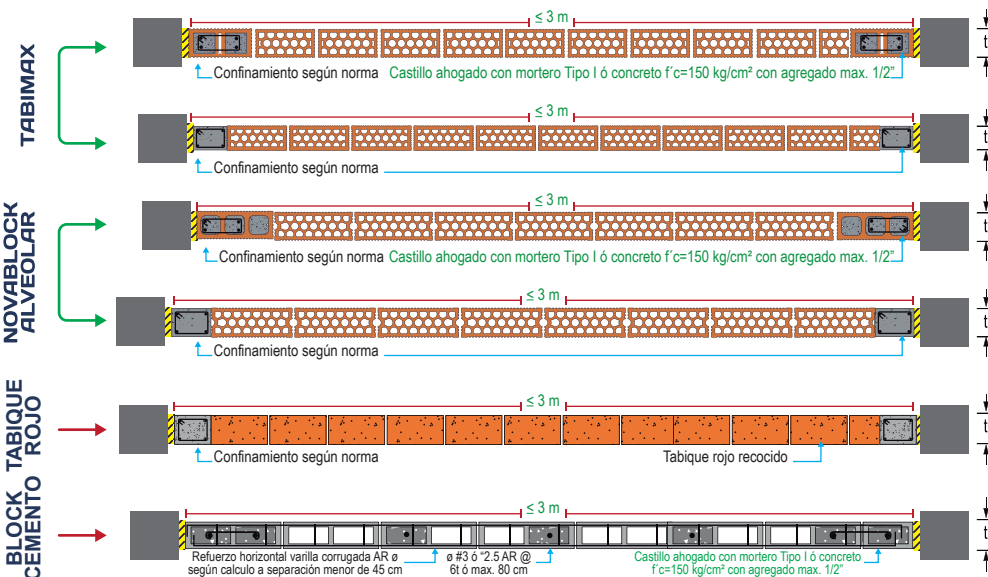 TABIMAX
≤ 3 m
t
Confinamiento según norma
Castillo ahogado con mortero Tipo I ó concreto f´c=150 kg/cm² con agregado max. 1/2"
≤ 3 m
t
Confinamiento según norma
NOVABLOCK
ALVEOLAR
≤ 3 m
t
Confinamiento según norma
Castillo ahogado con mortero Tipo I ó concreto f´c=150 kg/cm² con agregado max. 1/2"
≤ 3 m
t
Confinamiento según norma
TABIQUE
ROJO
≤ 3 m
t
Confinamiento según norma
Tabique rojo recocido
BLOCK
CEMENTO
≤ 3 m
t
Refuerzo horizontal varilla corrugada AR ø
según calculo a separación menor de 45 cm
ø #3 ó "2.5 AR @
6t ó max. 80 cm
Castillo ahogado con mortero Tipo I ó concreto
f´c=150 kg/cm² con agregado max. 1/2"